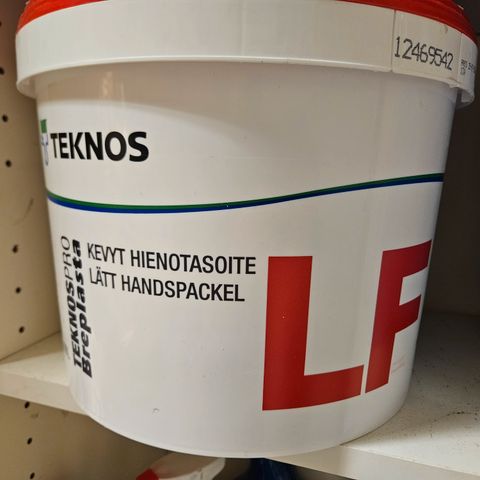 12469542
TEKNOS
KEVYT HIENOTASOITE
LÄTT HANDSPACKEL
TEKNOSPRO
Breplasta
LF